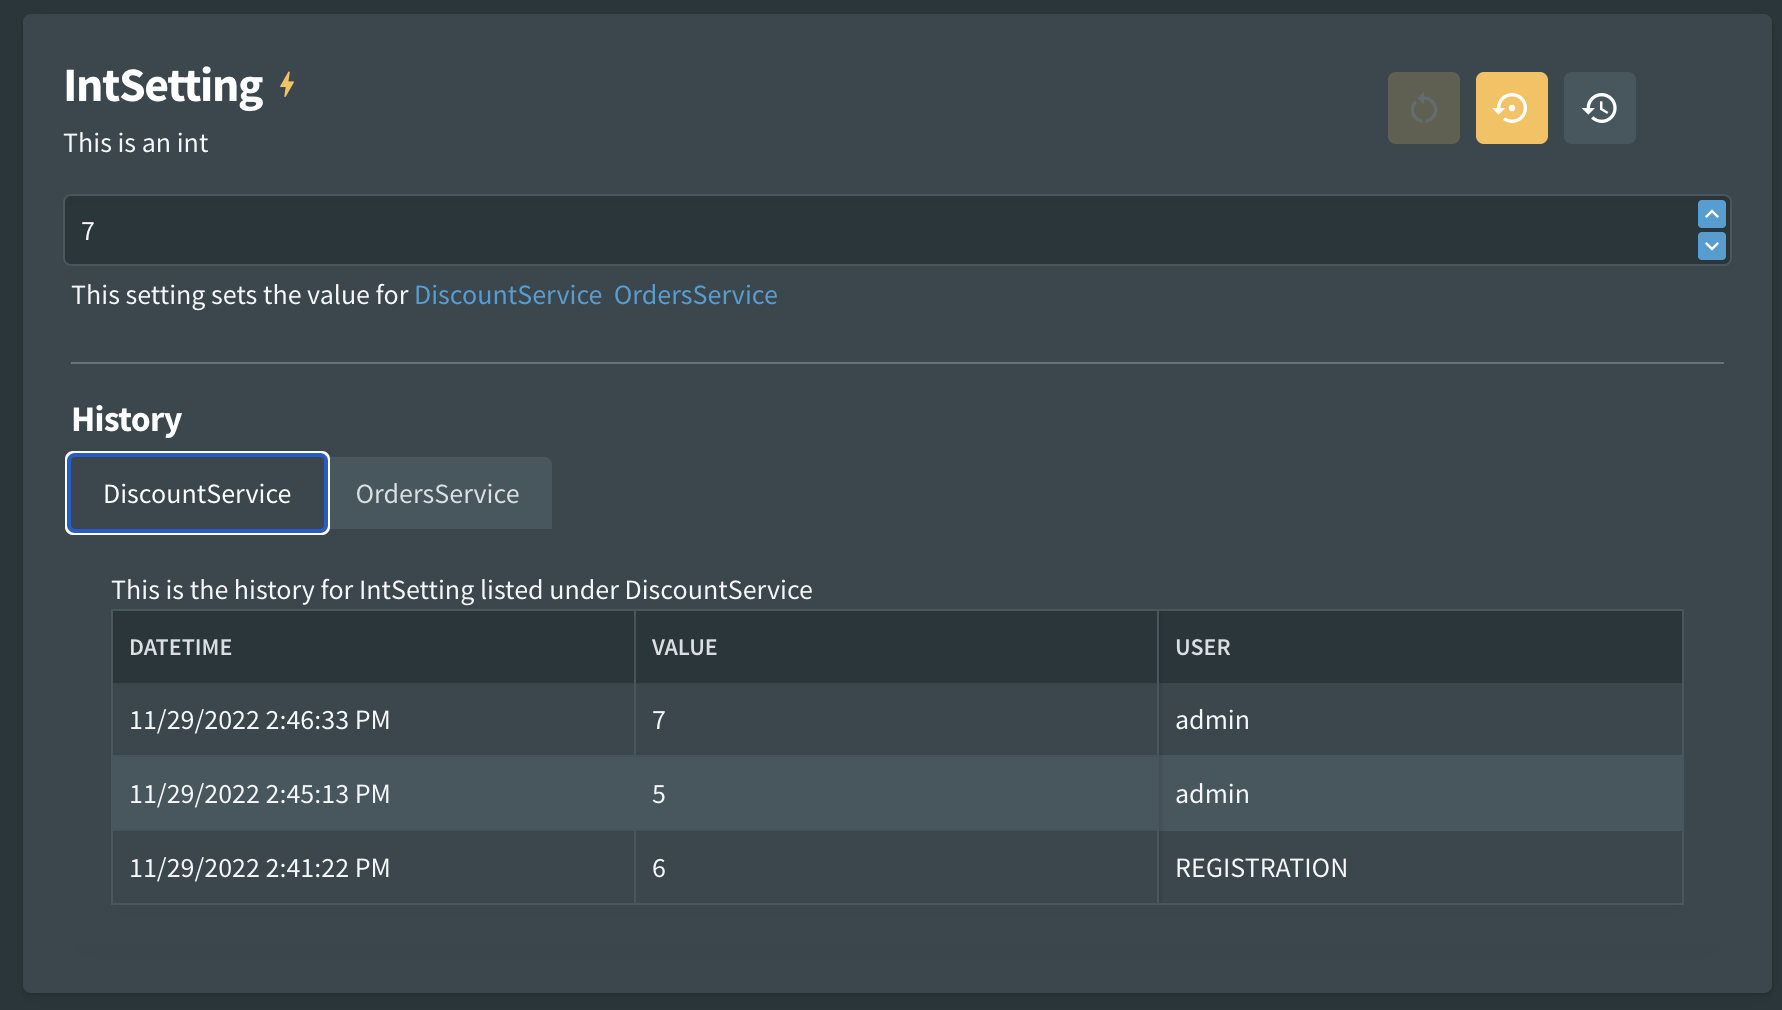 IntSetting
This is an int
7
This setting sets the value for DiscountService OrdersService
History
DiscountService OrdersService
This is the history for IntSetting listed under DiscountService
DATETIME VALUE USER
11/29/2022 2:46:33 PM 7 admin
11/29/2022 2:45:13 PM 5 admin
11/29/2022 2:41:22 PM 6 REGISTRATION